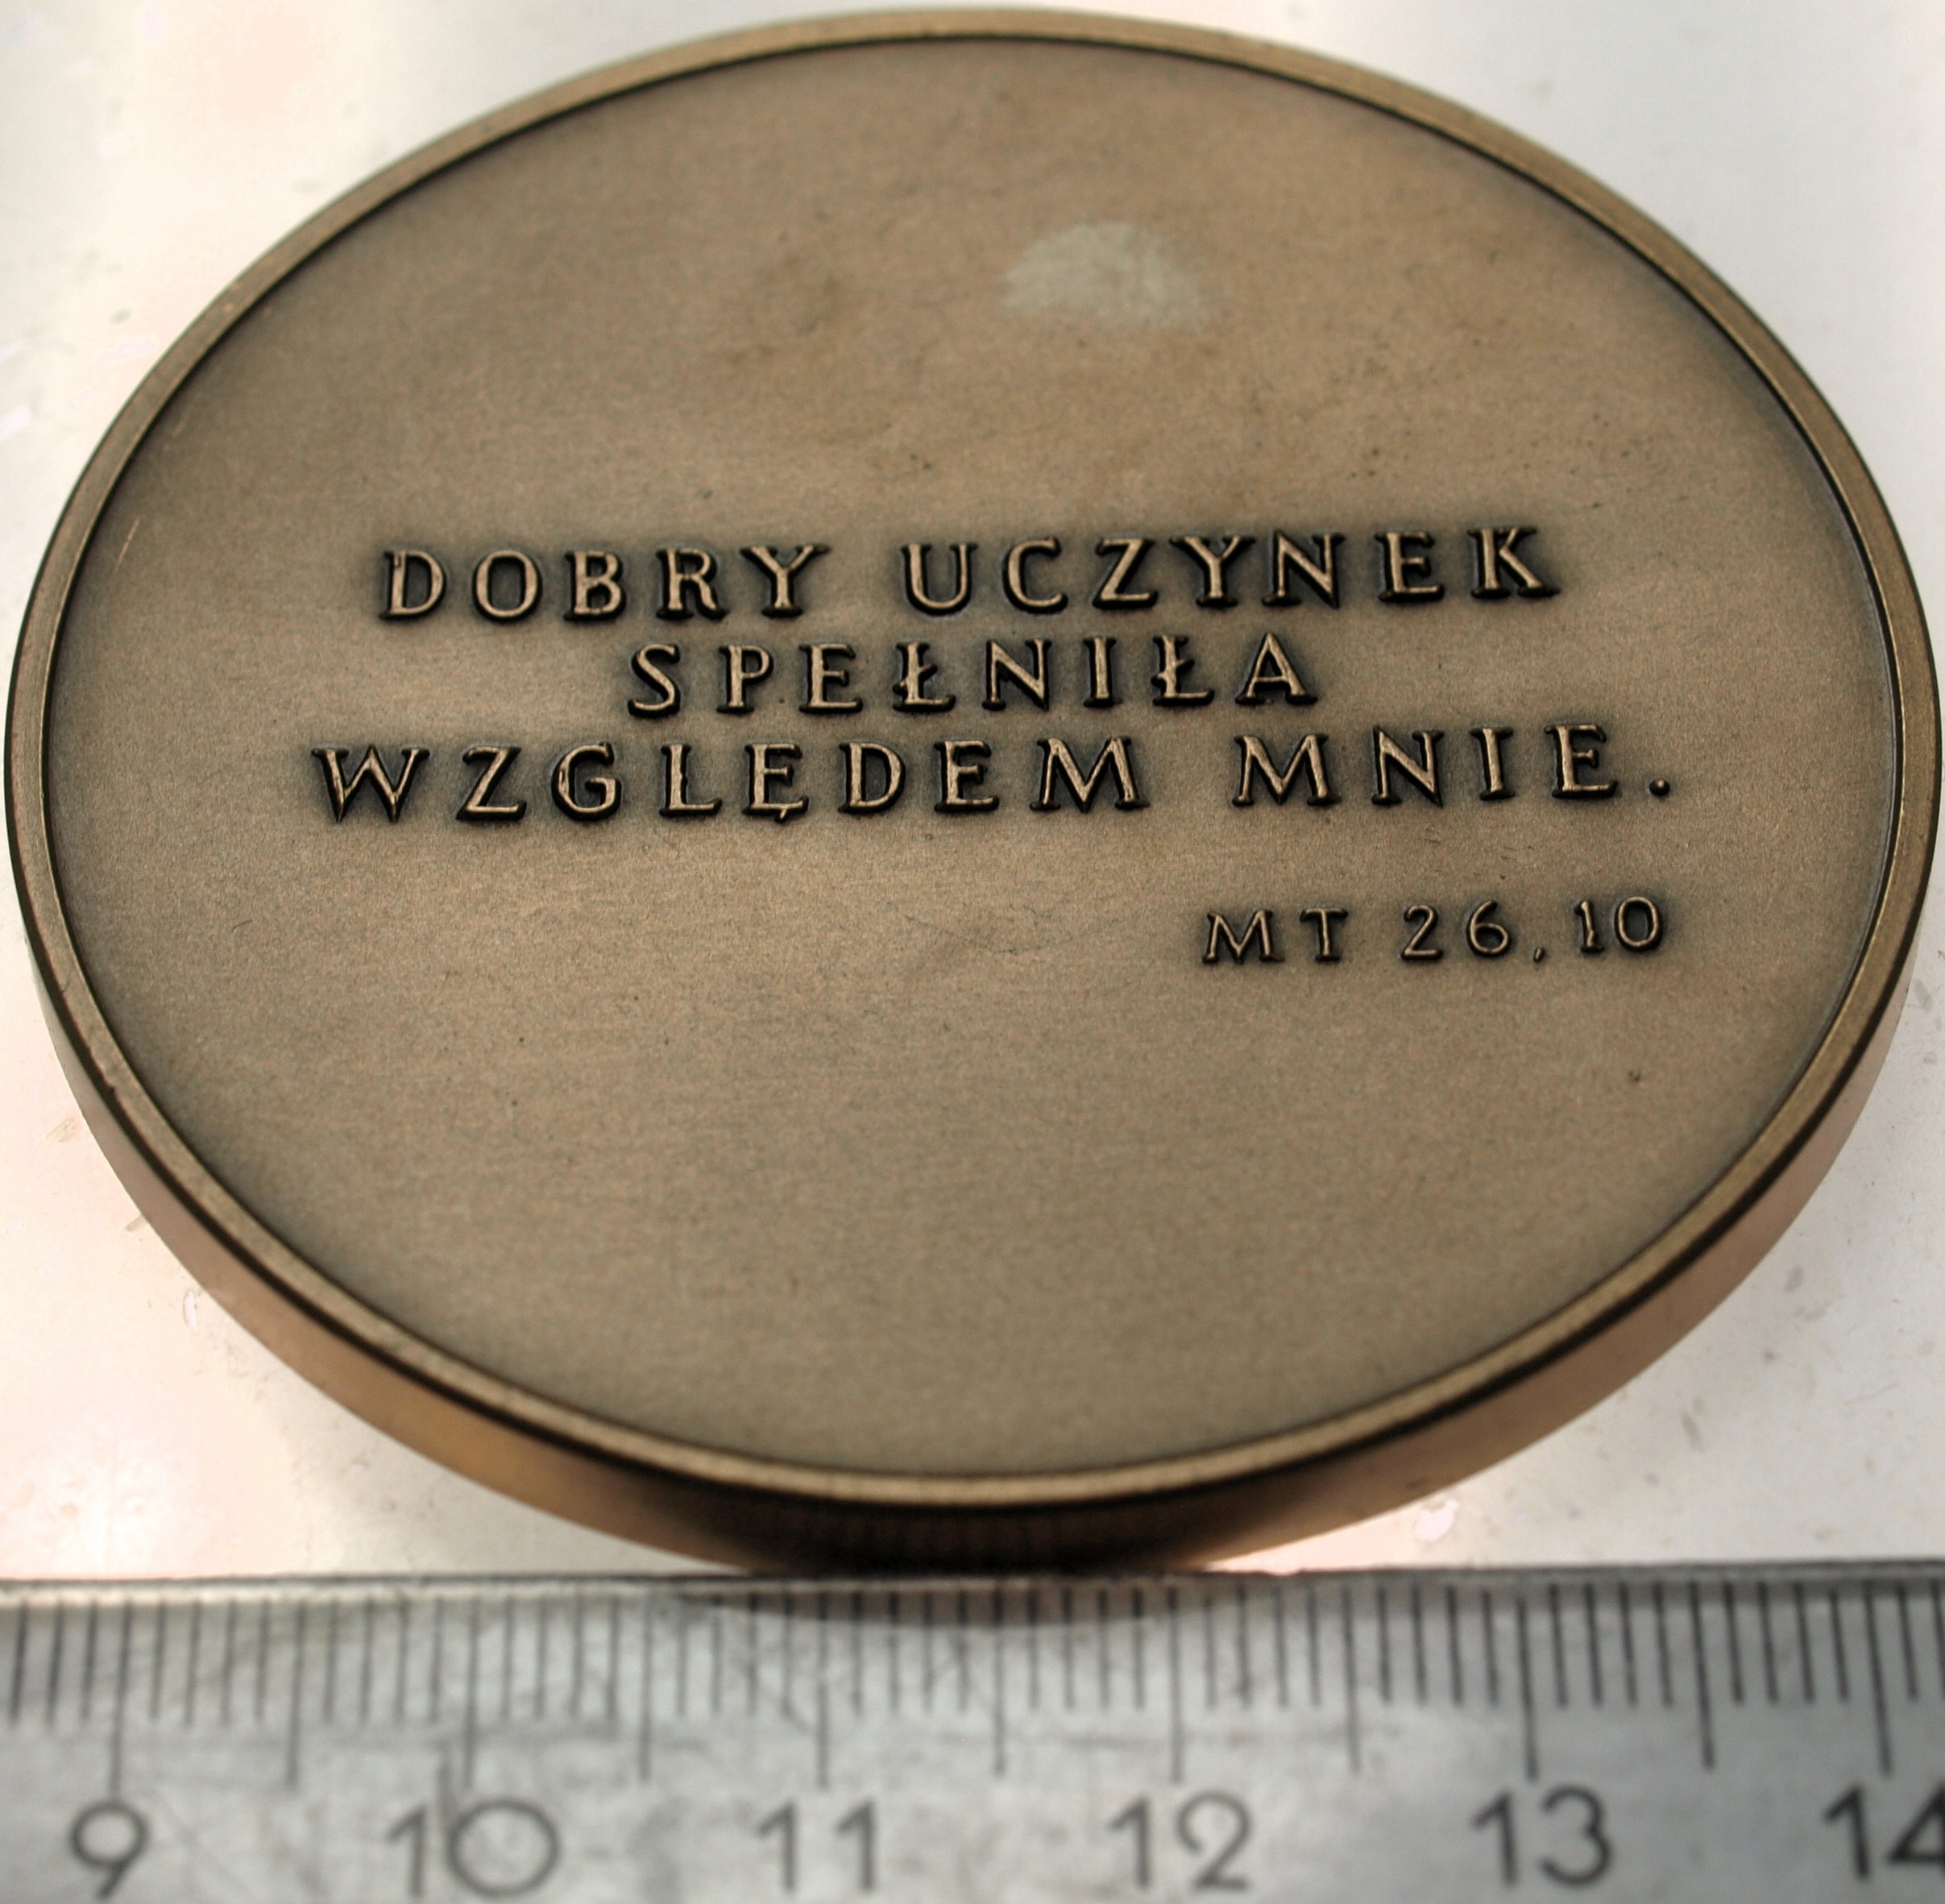 DOBRY UCZYNEK
SPEŁNIŁA
WZGLĘDEM MNIE.
MT 26,10
9 10 11 12 13 14